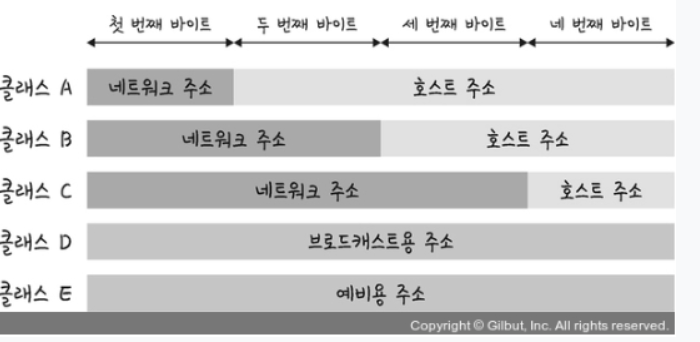 첫 번째 바이트 두 번째 바이트 세 번째 바이트 네 번째 바이트
클래스 A 네트워크 주소 호스트 주소
클래스 B 네트워크 주소 호스트 주소
클래스 C 네트워크 주소 호스트 주소
클래스 D 브로드캐스트용 주소
클래스 E 예비용 주소
Copyright © Gilbut, Inc. All rights reserved.